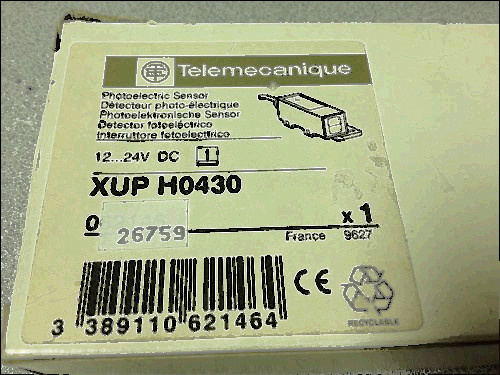 Telemecanique
Photoelectric Sensor
Détecteur photo-électrique
Photoelektronische Sensor
Detector fotoeléctrico
Interruttore fotoelettrico
12...24V DC 1
XUP H0430
0 x 1
26759
France 9627
CE
3 389110 621464
RECYCLABLE